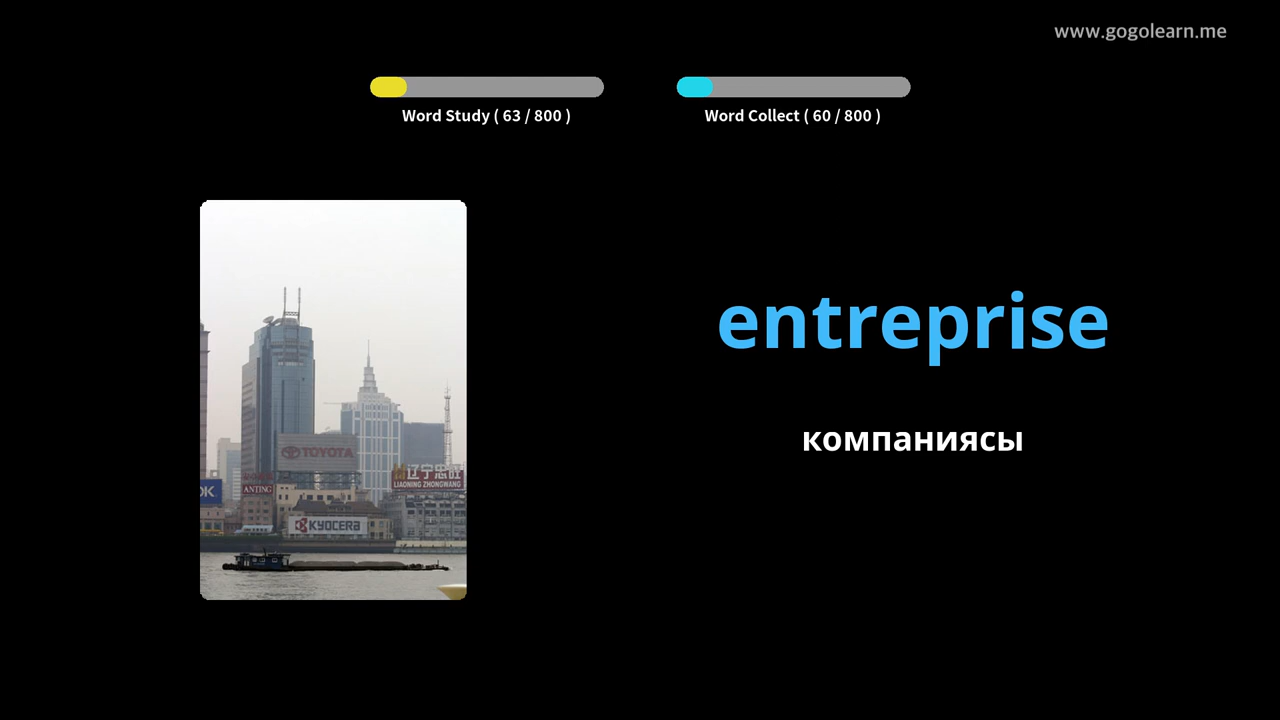 www.gogolearn.me
Word Study ( 63 / 800 )
Word Collect ( 60 / 800 )
entreprise
компаниясы
TOYOTA
辽宁忠旺
LIAONING ZHONGWANG
ANTING
OK
KYOCERA